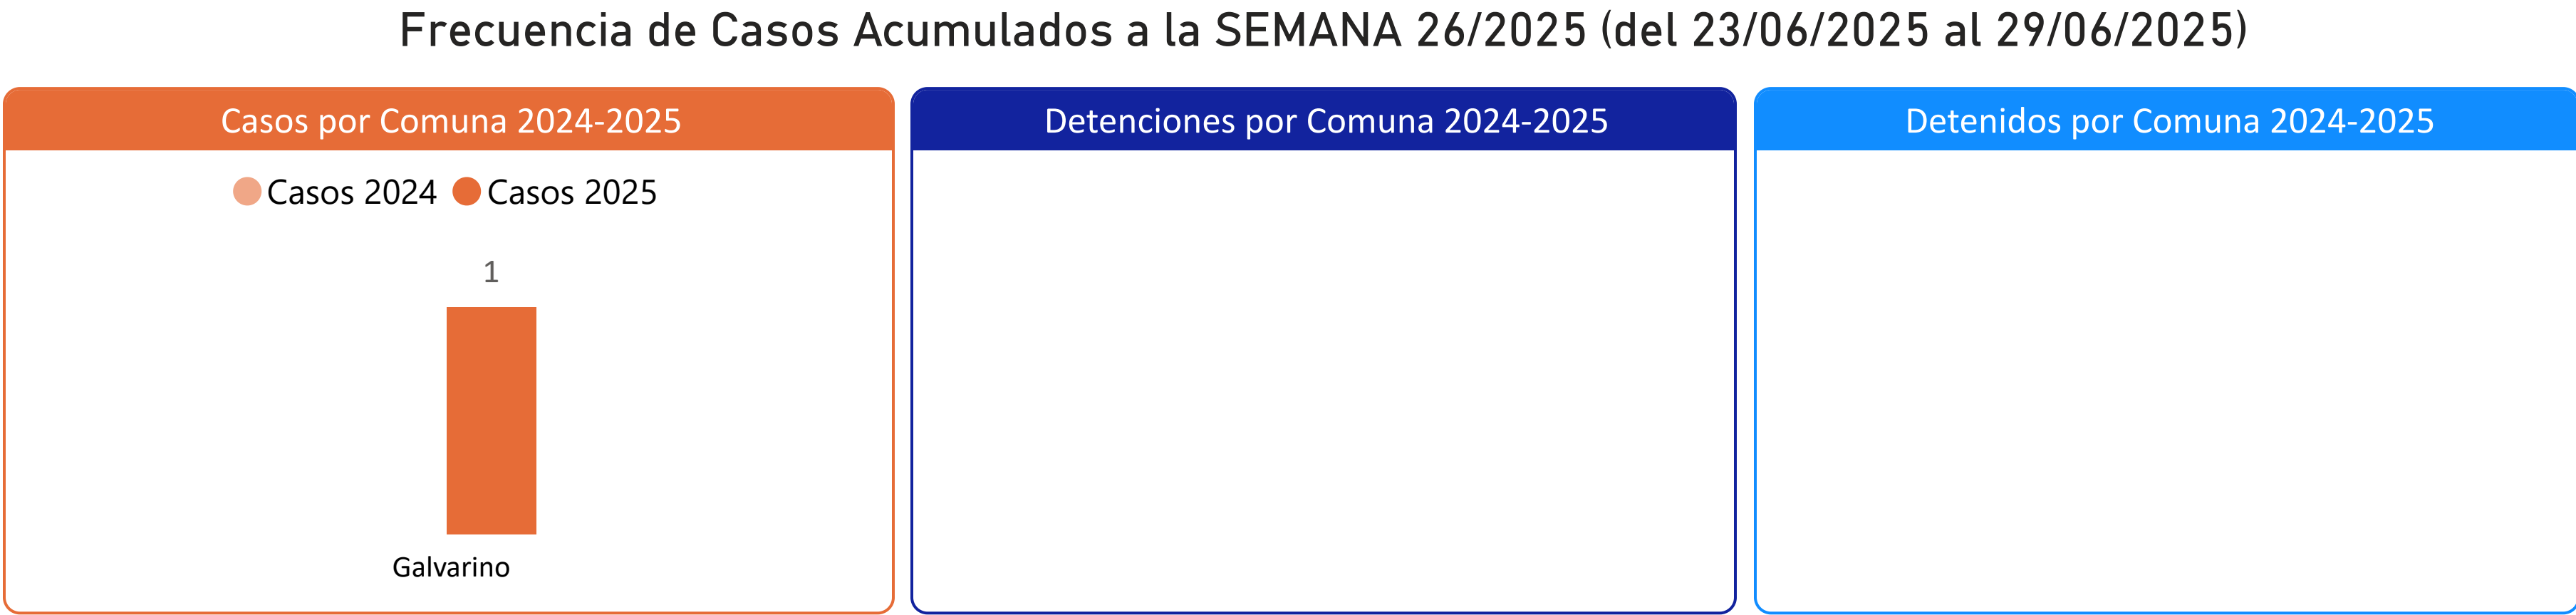 Frecuencia de Casos Acumulados a la SEMANA 26/2025 (del 23/06/2025 al 29/06/2025)
Casos por Comuna 2024-2025
Casos 2024 Casos 2025
1
Galvarino
Detenciones por Comuna 2024-2025
Detenidos por Comuna 2024-2025